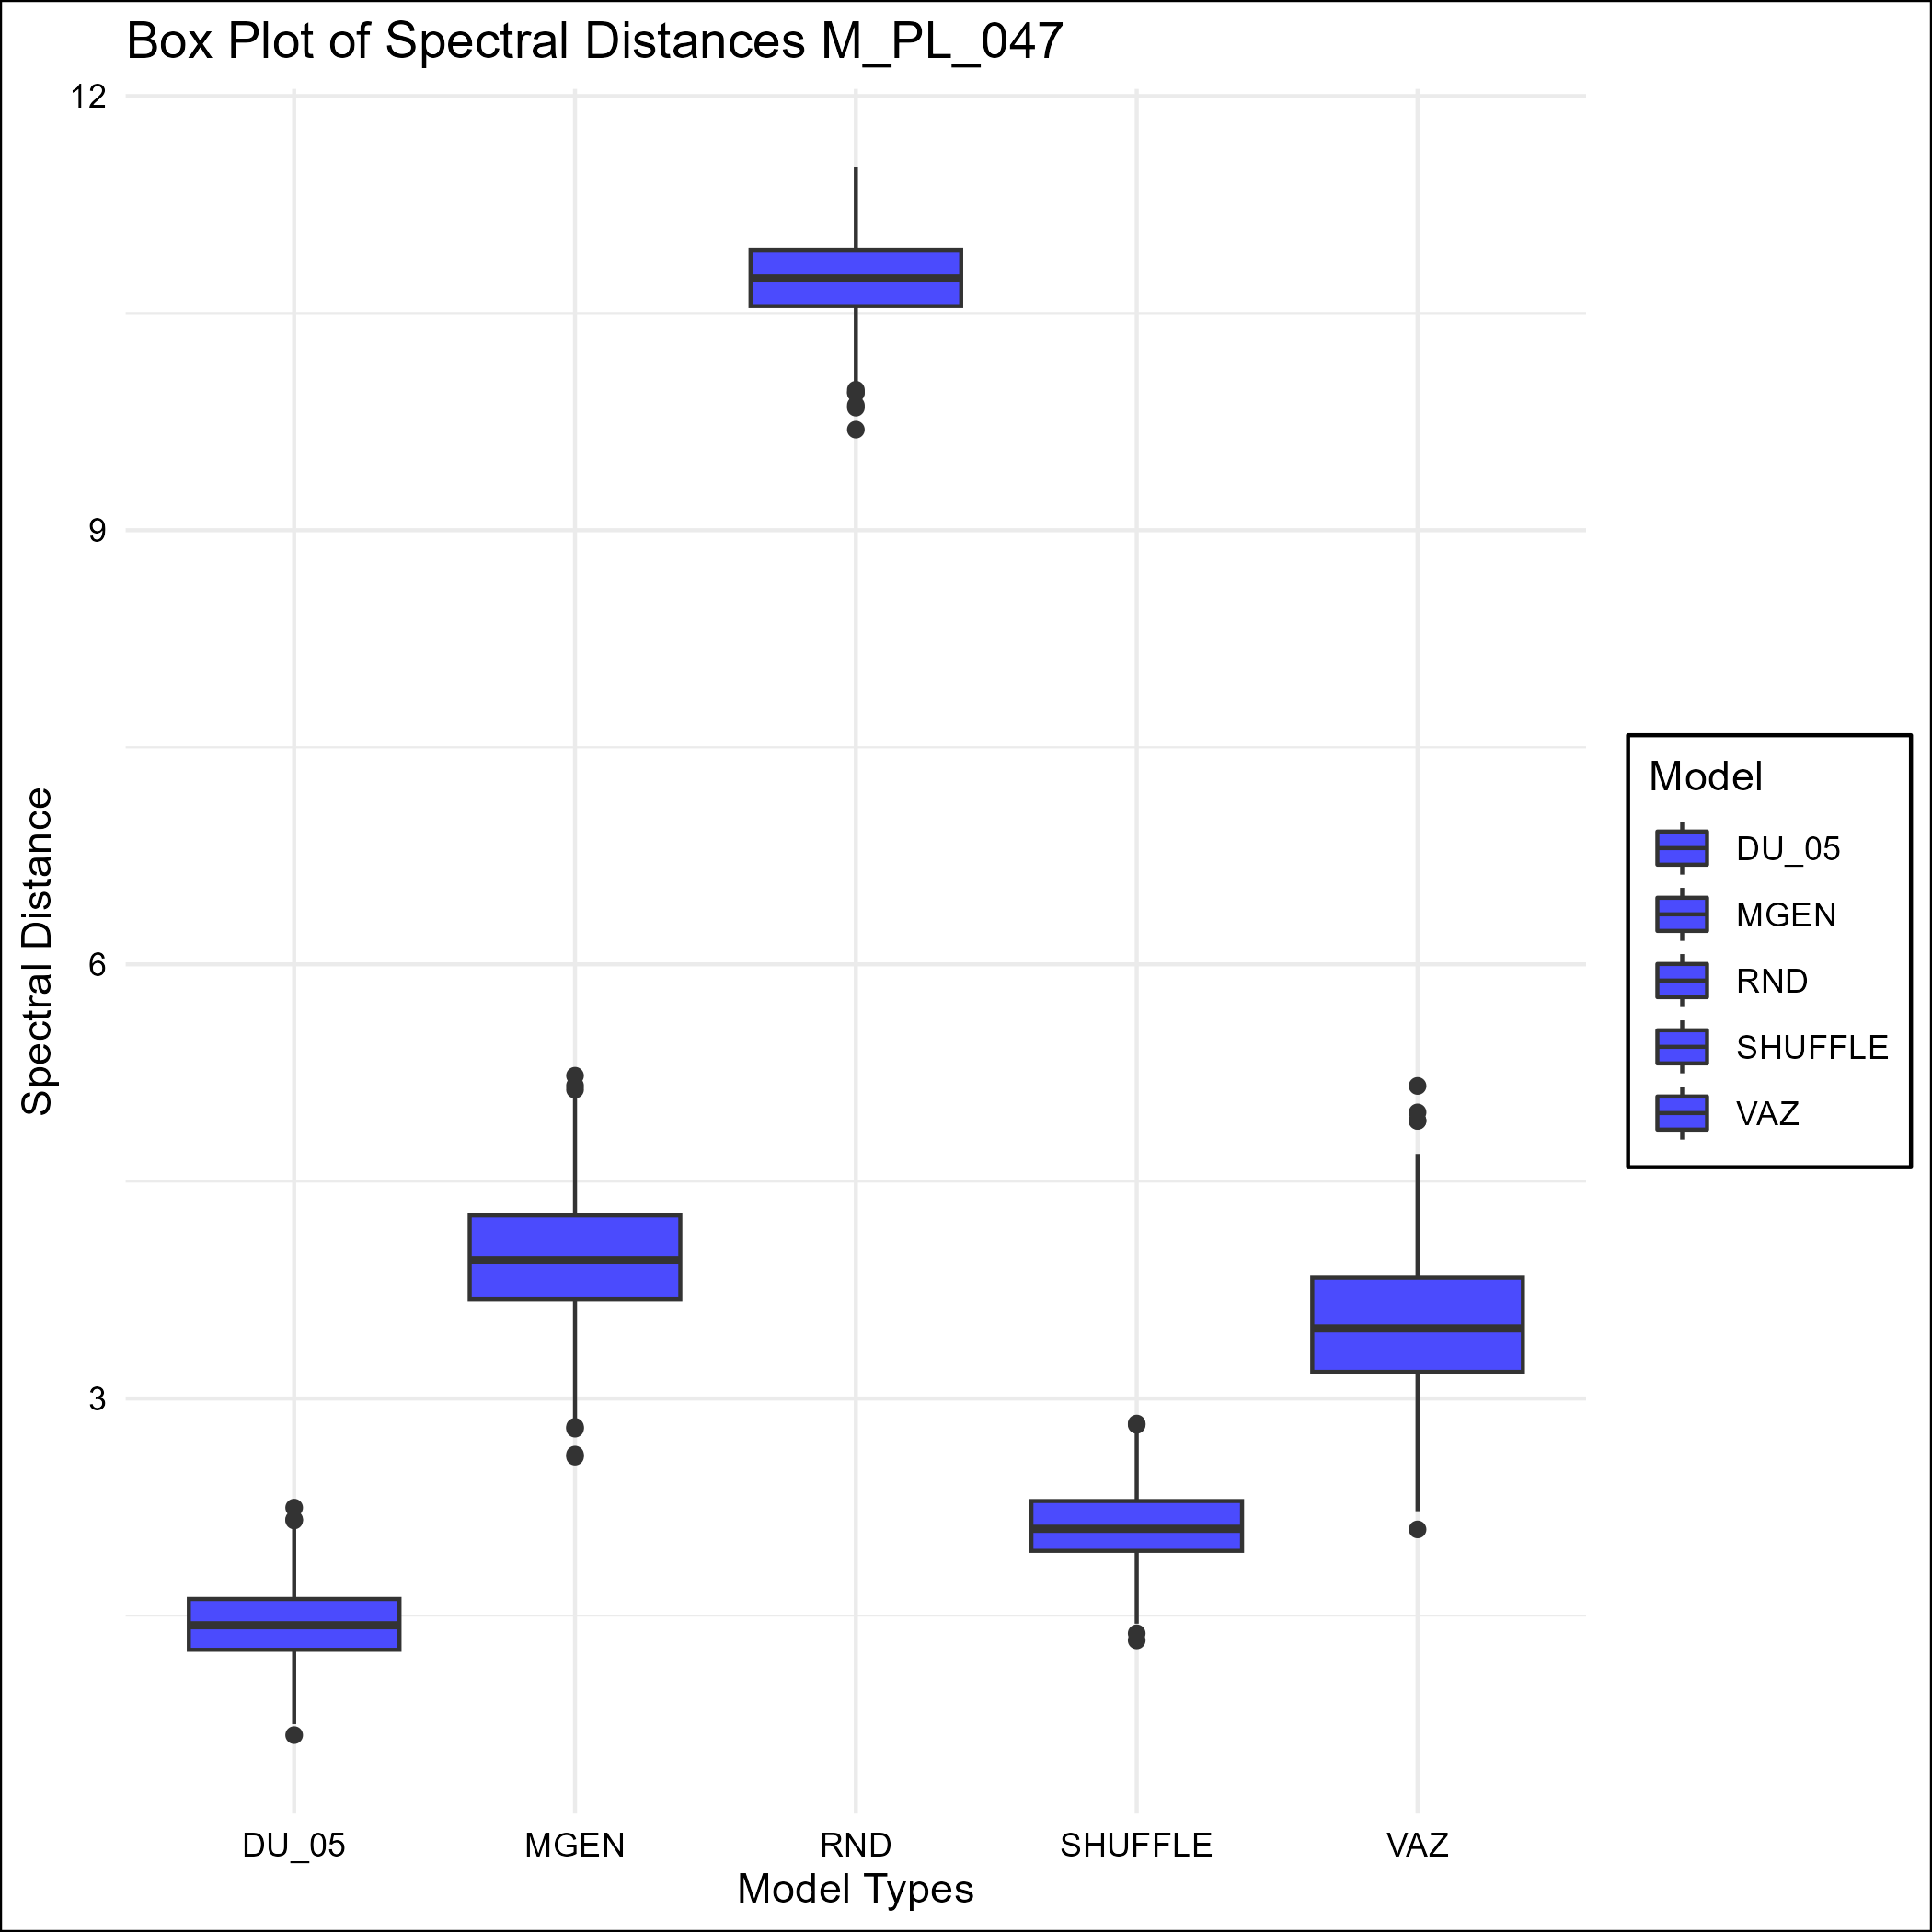 Box Plot of Spectral Distances M_PL_047
12
9
6
3
Spectral Distance
DU_05
MGEN
RND
SHUFFLE
VAZ
Model Types
Model
DU_05
MGEN
RND
SHUFFLE
VAZ